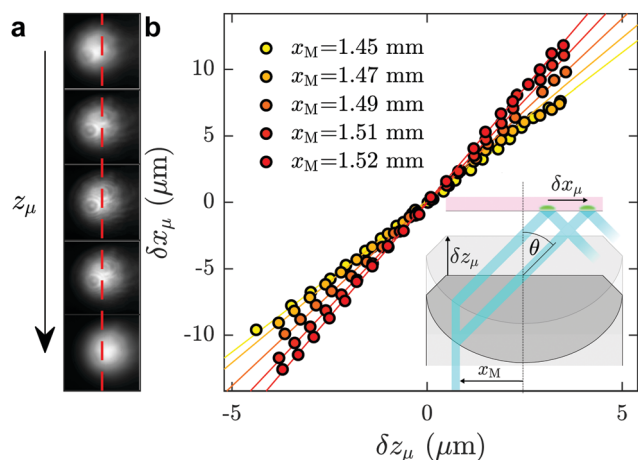 a
b
z_μ
δx_μ (μm)
10
5
0
-5
-10
x_M=1.45 mm
x_M=1.47 mm
x_M=1.49 mm
x_M=1.51 mm
x_M=1.52 mm
δx_μ
δz_μ
θ
x_M
-5
0
5
δz_μ (μm)